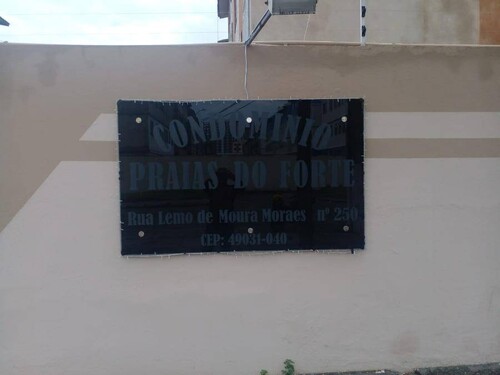 CONDOMINIO
PRAIAS DO FORTE
Rua Lemo de Moura Moraes nº 250
CEP: 49031-040